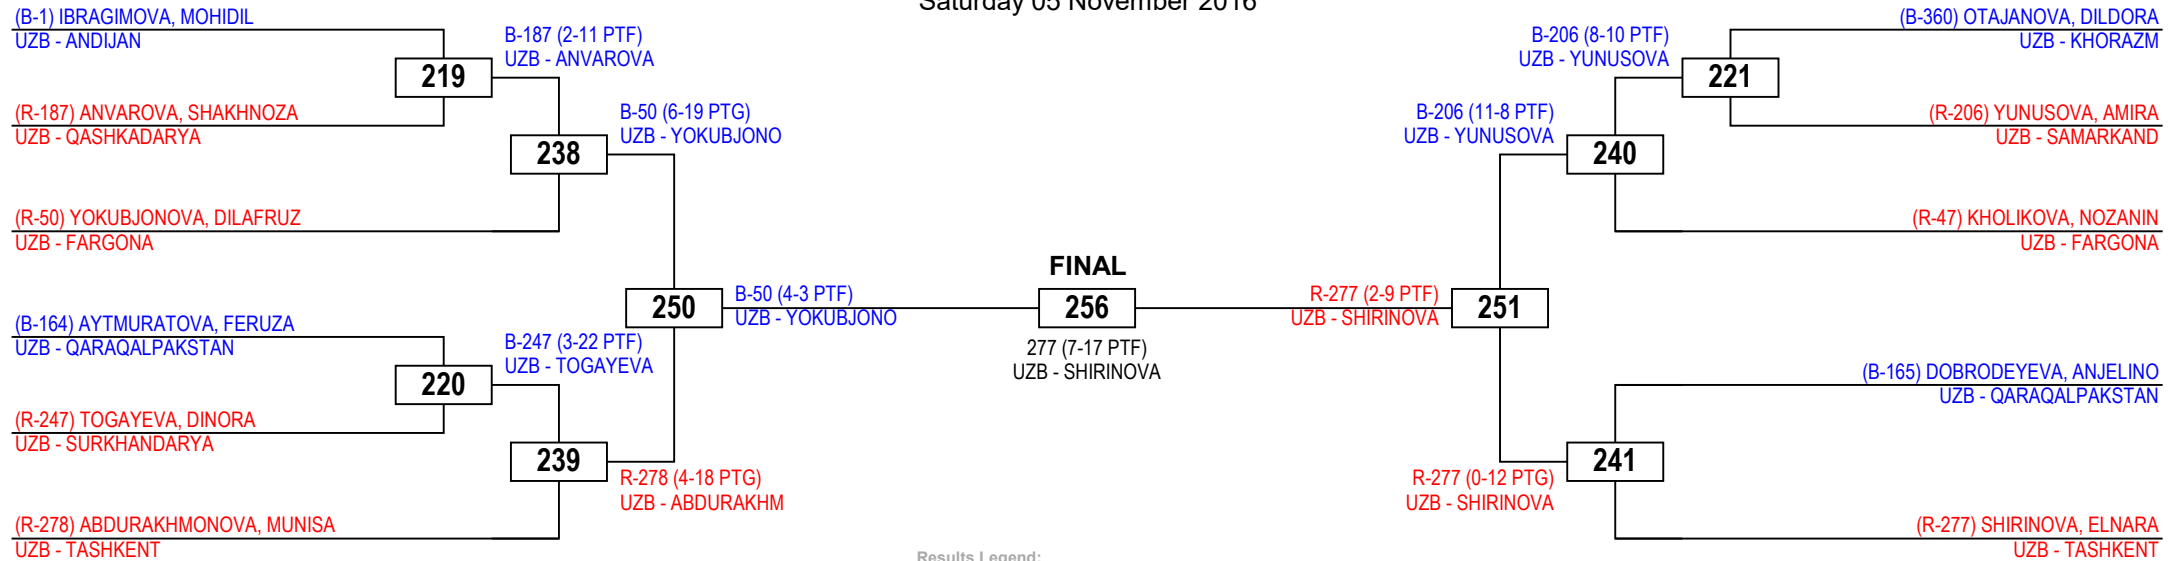 Saturday 05 November 2016
(B-1) IBRAGIMOVA, MOHIDIL
UZB - ANDIJAN
219
(R-187) ANVAROVA, SHAKHNOZA
UZB - QASHKADARYA
B-187 (2-11 PTF)
UZB - ANVAROVA
238
(R-50) YOKUBJONOVA, DILAFRUZ
UZB - FARGONA
B-50 (6-19 PTG)
UZB - YOKUBJONO
250
(B-164) AYTMURATOVA, FERUZA
UZB - QARAQALPAKSTAN
220
(R-247) TOGAYEVA, DINORA
UZB - SURKHANDARYA
B-247 (3-22 PTF)
UZB - TOGAYEVA
239
(R-278) ABDURAKHMONOVA, MUNISA
UZB - TASHKENT
R-278 (4-18 PTG)
UZB - ABDURAKHM
B-50 (4-3 PTF)
UZB - YOKUBJONO
FINAL
256
277 (7-17 PTF)
UZB - SHIRINOVA
R-277 (2-9 PTF)
UZB - SHIRINOVA
251
B-206 (11-8 PTF)
UZB - YUNUSOVA
240
B-206 (8-10 PTF)
UZB - YUNUSOVA
221
(B-360) OTAJANOVA, DILDORA
UZB - KHORAZM
(R-206) YUNUSOVA, AMIRA
UZB - SAMARKAND
(R-47) KHOLIKOVA, NOZANIN
UZB - FARGONA
(B-165) DOBRODEYEVA, ANJELINO
UZB - QARAQALPAKSTAN
241
R-277 (0-12 PTG)
UZB - SHIRINOVA
(R-277) SHIRINOVA, ELNARA
UZB - TASHKENT
Results Legend: